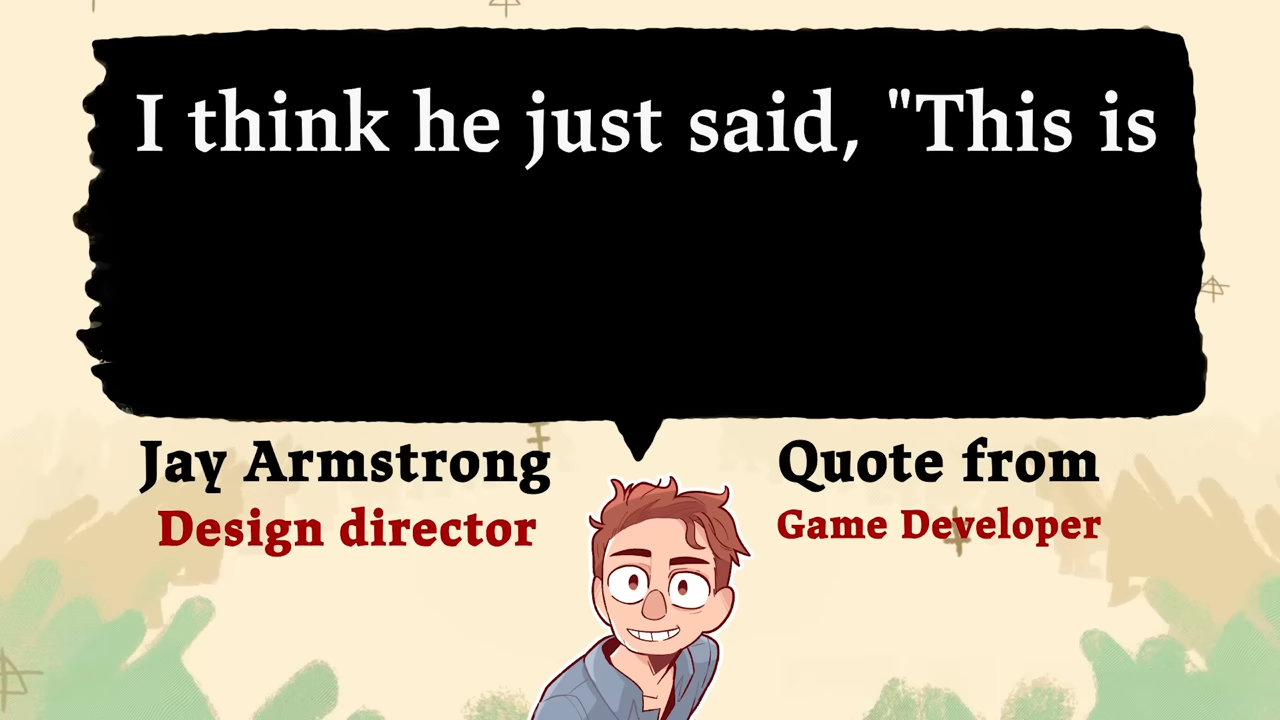 I think he just said, "This is
Jay Armstrong
Design director
Quote from
Game Developer